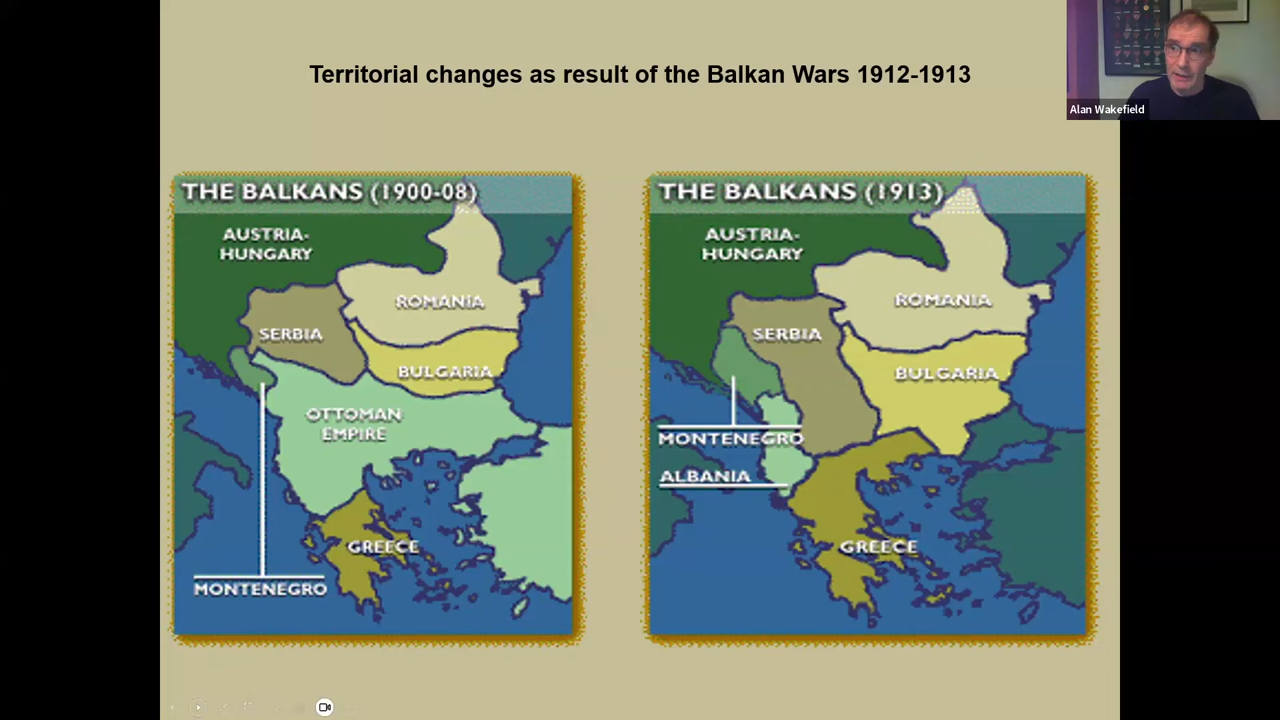 Territorial changes as result of the Balkan Wars 1912-1913
Alan Wakefield
THE BALKANS (1900-08)
AUSTRIA-
HUNGARY
ROMANIA
SERBIA
BULGARIA
OTTOMAN
EMPIRE
GREECE
MONTENEGRO
THE BALKANS (1913)
AUSTRIA-
HUNGARY
ROMANIA
SERBIA
BULGARIA
MONTENEGRO
ALBANIA
GREECE